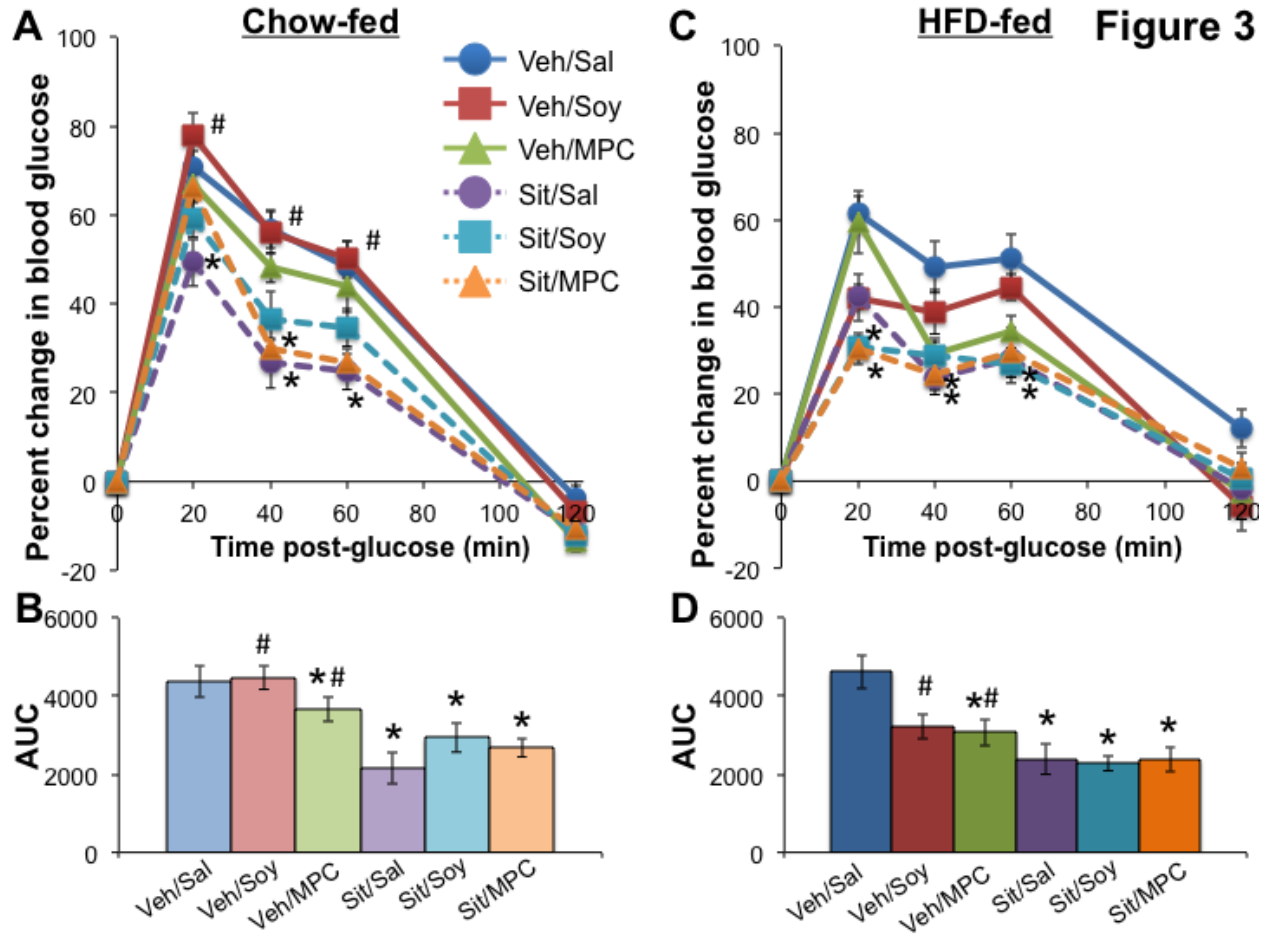 A
Chow-fed
Percent change in blood glucose
100
80
60
40
20
0
-20
#
#
#
*
*
*
*
0
20
40
60
80
100
120
Time post-glucose (min)
Veh/Sal
Veh/Soy
Veh/MPC
Sit/Sal
Sit/Soy
Sit/MPC
C
HFD-fed
Figure 3
Percent change in blood glucose
100
80
60
40
20
0
-20
*
*
*
*
*
*
0
20
40
60
80
100
120
Time post-glucose (min)
B
AUC
6000
4000
2000
0
#
*#
*
*
*
Veh/Sal
Veh/Soy
Veh/MPC
Sit/Sal
Sit/Soy
Sit/MPC
D
AUC
6000
4000
2000
0
#
*#
*
*
*
Veh/Sal
Veh/Soy
Veh/MPC
Sit/Sal
Sit/Soy
Sit/MPC